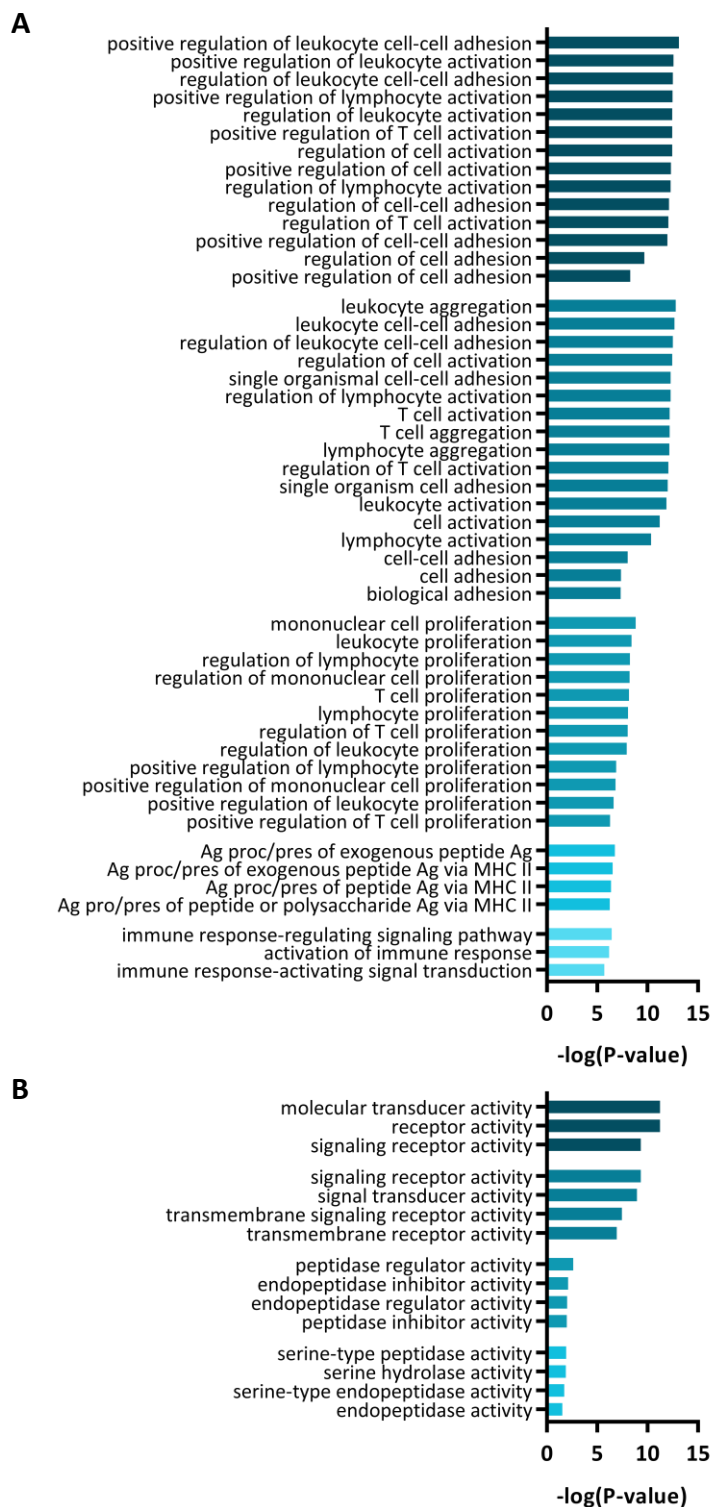 A
positive regulation of leukocyte cell-cell adhesion
positive regulation of leukocyte activation
regulation of leukocyte cell-cell adhesion
positive regulation of lymphocyte activation
regulation of leukocyte activation
positive regulation of T cell activation
regulation of cell activation
positive regulation of cell activation
regulation of lymphocyte activation
regulation of cell-cell adhesion
regulation of T cell activation
positive regulation of cell-cell adhesion
regulation of cell adhesion
positive regulation of cell adhesion
leukocyte aggregation
leukocyte cell-cell adhesion
regulation of leukocyte cell-cell adhesion
regulation of cell activation
single organismal cell-cell adhesion
regulation of lymphocyte activation
T cell activation
T cell aggregation
lymphocyte aggregation
regulation of T cell activation
single organism cell adhesion
leukocyte activation
cell activation
lymphocyte activation
cell-cell adhesion
cell adhesion
biological adhesion
mononuclear cell proliferation
leukocyte proliferation
regulation of lymphocyte proliferation
regulation of mononuclear cell proliferation
T cell proliferation
lymphocyte proliferation
regulation of T cell proliferation
regulation of leukocyte proliferation
positive regulation of lymphocyte proliferation
positive regulation of mononuclear cell proliferation
positive regulation of leukocyte proliferation
positive regulation of T cell proliferation
Ag proc/pres of exogenous peptide Ag
Ag proc/pres of exogenous peptide Ag via MHC II
Ag proc/pres of peptide Ag via MHC II
Ag pro/pres of peptide or polysaccharide Ag via MHC II
immune response-regulating signaling pathway
activation of immune response
immune response-activating signal transduction
0 5 10 15
-log(P-value)
B
molecular transducer activity
receptor activity
signaling receptor activity
signaling receptor activity
signal transducer activity
transmembrane signaling receptor activity
transmembrane receptor activity
peptidase regulator activity
endopeptidase inhibitor activity
endopeptidase regulator activity
peptidase inhibitor activity
serine-type peptidase activity
serine hydrolase activity
serine-type endopeptidase activity
endopeptidase activity
0 5 10 15
-log(P-value)